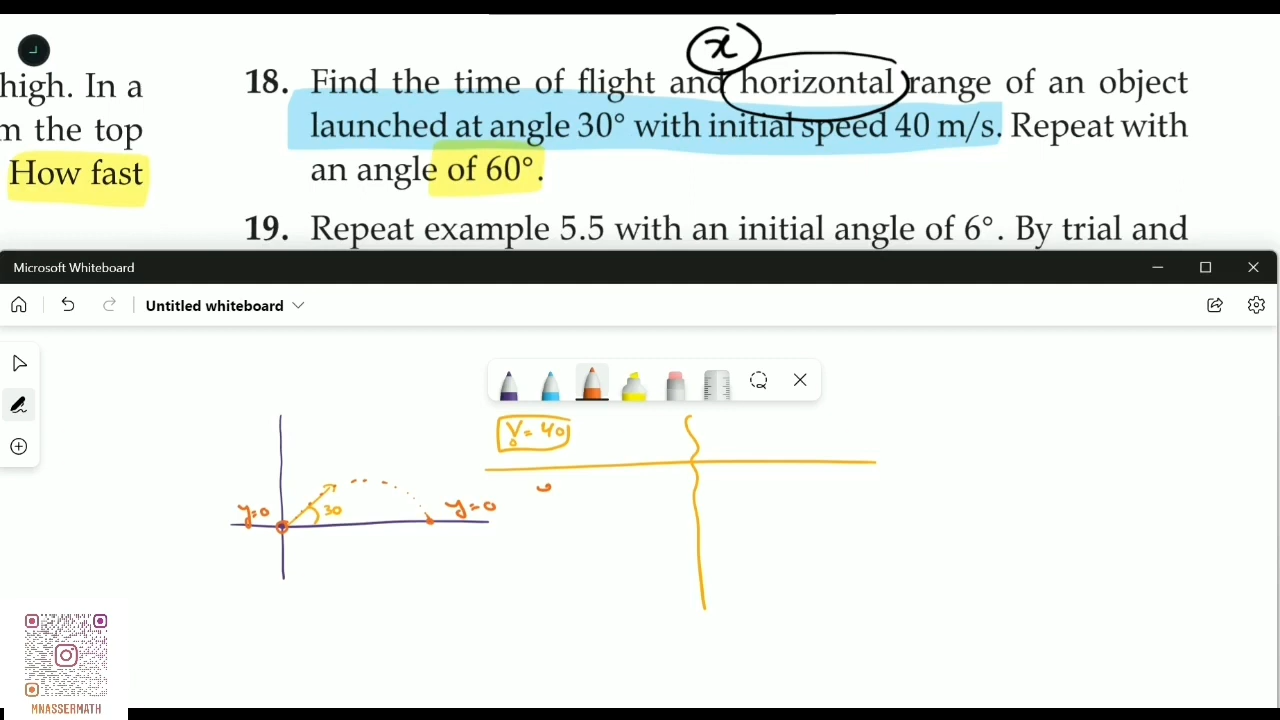 x
high. In a
m the top
How fast
18. Find the time of flight and horizontal range of an object
launched at angle 30° with initial speed 40 m/s. Repeat with
an angle of 60°.
19. Repeat example 5.5 with an initial angle of 6°. By trial and
Microsoft Whiteboard
Untitled whiteboard
V₀ = 40
y=0
30
y=0
MNASSERMATH